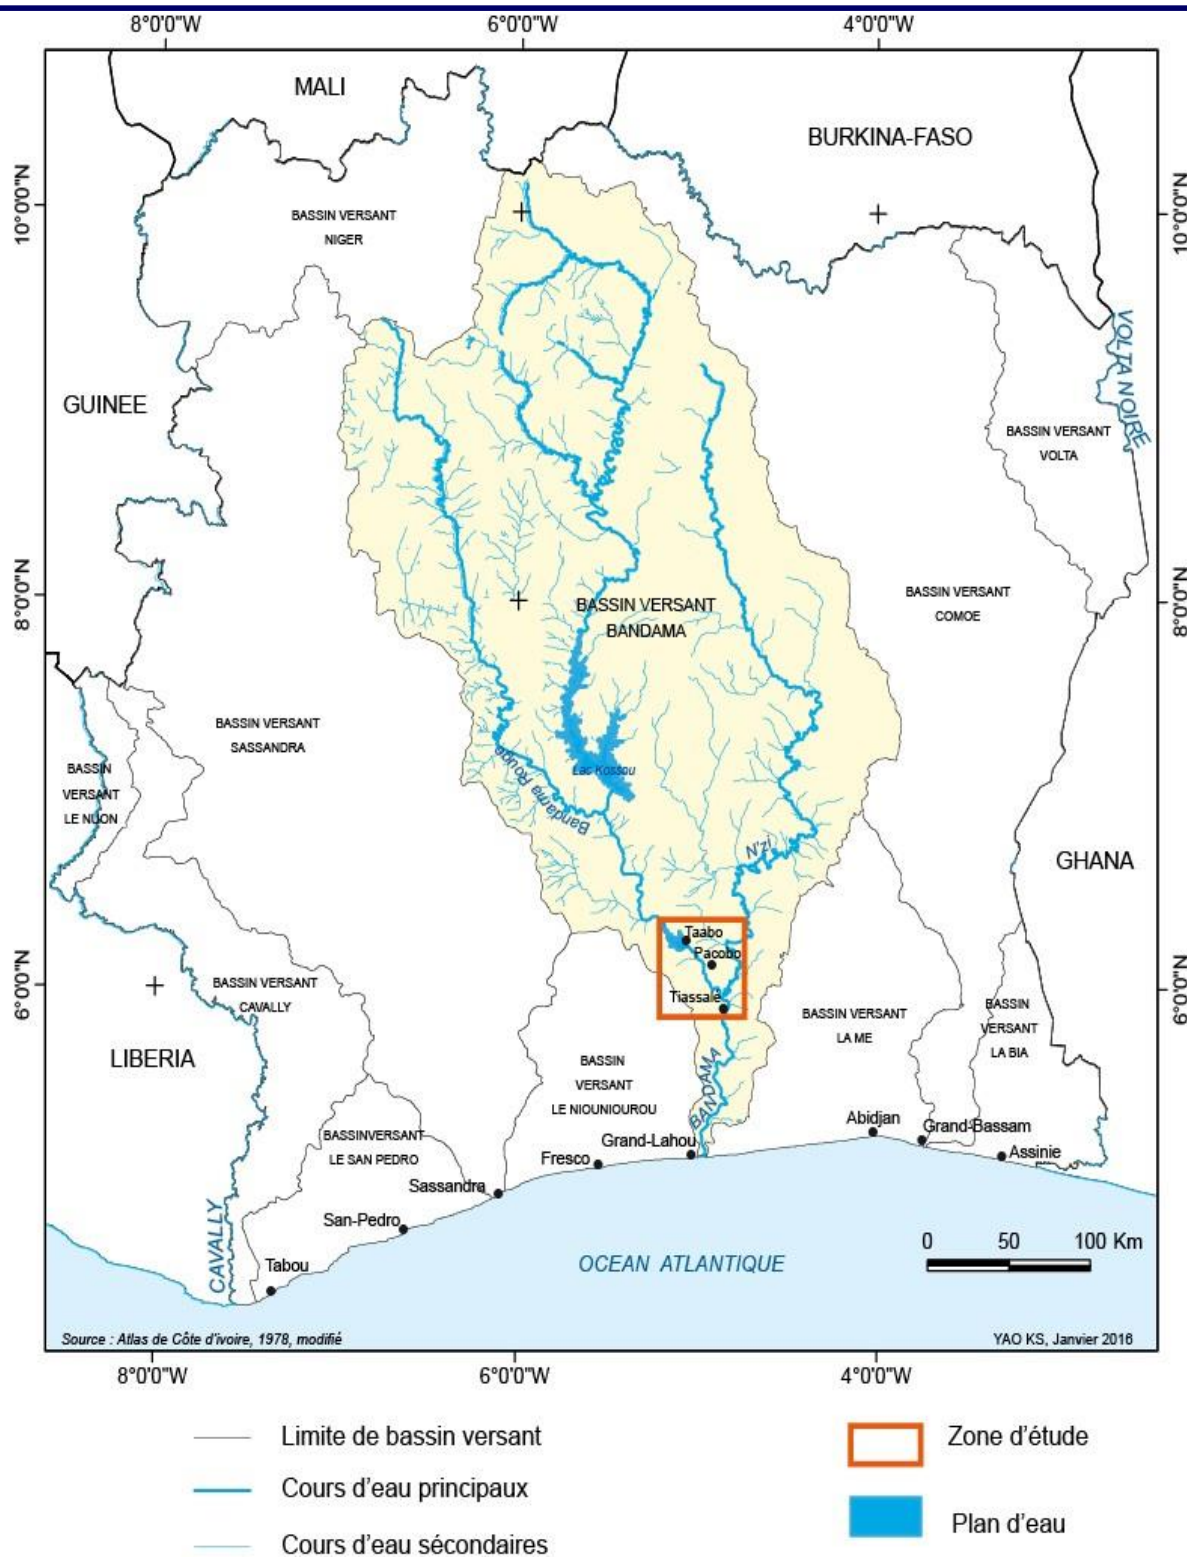 8°0'0"W
6°0'0"W
4°0'0"W
MALI
BURKINA-FASO
10°0'0"N
10°0'0"N
BASSIN VERSANT
NIGER
VOLTA NOIRE
GUINEE
BASSIN VERSANT
VOLTA
8°0'0"N
8°0'0"N
BASSIN VERSANT
BANDAMA
BASSIN VERSANT
COMOE
BASSIN VERSANT
SASSANDRA
BASSIN
VERSANT
LE NUON
Lac Kossou
Bandama Rouge
N'zi
GHANA
Taabo
Pacobo
Tiassalé
6°0'0"N
6°0'0"N
BASSIN VERSANT
CAVALLY
BASSIN VERSANT
LA ME
BASSIN
VERSANT
LA BIA
LIBERIA
BASSIN
VERSANT
LE NIOUNIOUROU
BANDAMA
BASSINVERSANT
LE SAN PEDRO
Abidjan
Grand-Bassam
Assinie
Grand-Lahou
Fresco
Sassandra
San-Pedro
Tabou
CAVALLY
OCEAN ATLANTIQUE
0 50 100 Km
Source : Atlas de Côte d'ivoire, 1978, modifié
YAO KS, Janvier 2016
8°0'0"W
6°0'0"W
4°0'0"W
Limite de bassin versant
Zone d'étude
Cours d'eau principaux
Plan d'eau
Cours d'eau sécondaires